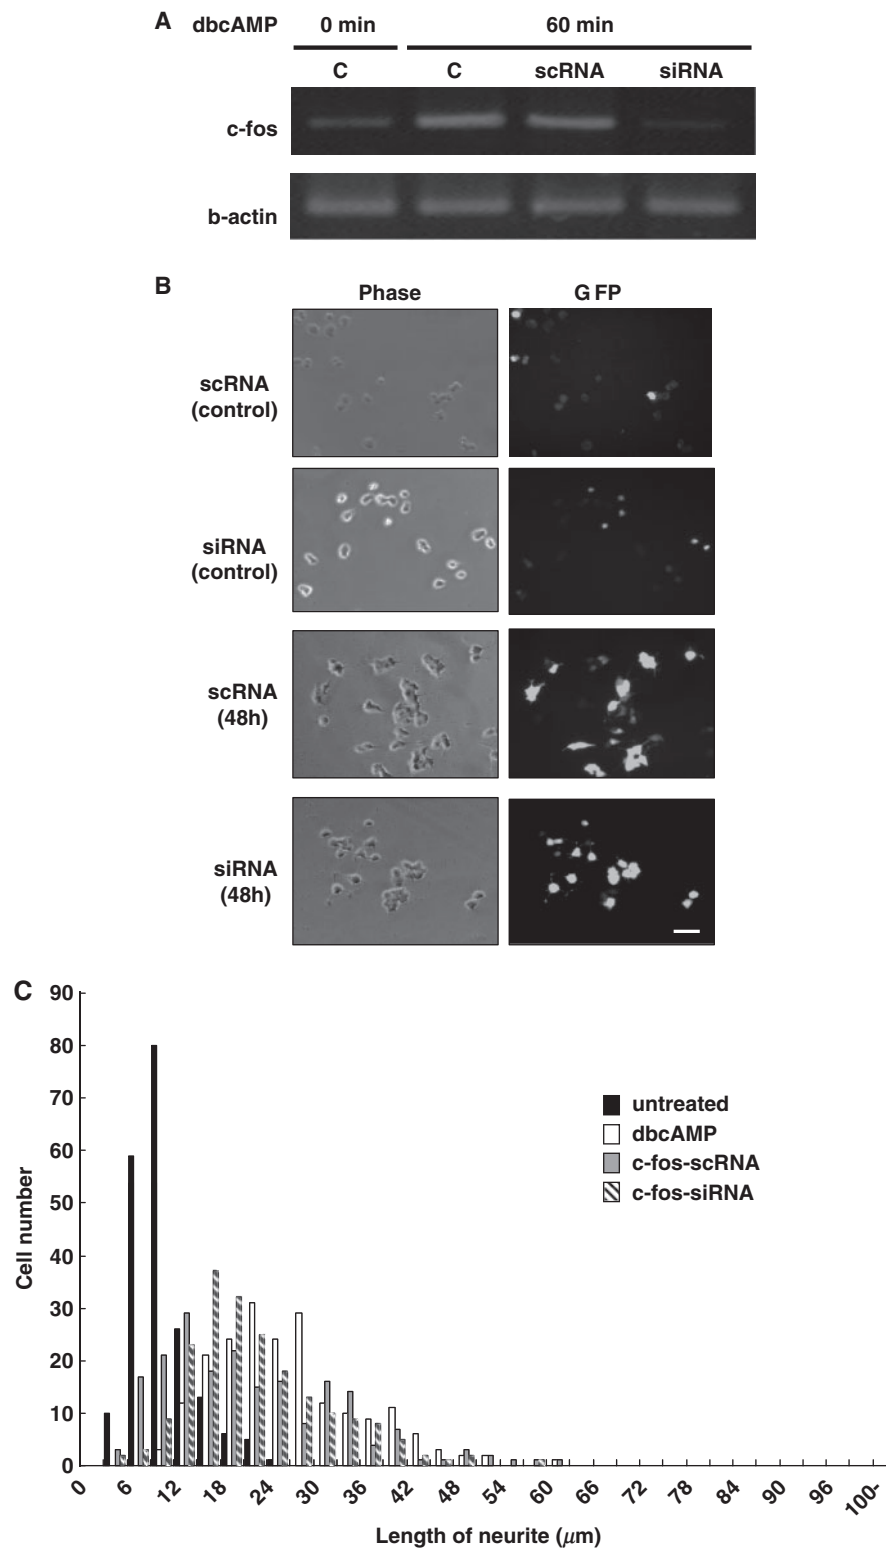 A dbcAMP 0 min 60 min
C C scRNA siRNA
c-fos
b-actin
B
Phase G FP
scRNA
(control)
siRNA
(control)
scRNA
(48h)
siRNA
(48h)
C
90
80
70
60
50
40
30
20
10
0
Cell number
untreated
dbcAMP
c-fos-scRNA
c-fos-siRNA
0 6 12 18 24 30 36 42 48 54 60 66 72 78 84 90 96 100-
Length of neurite (μm)